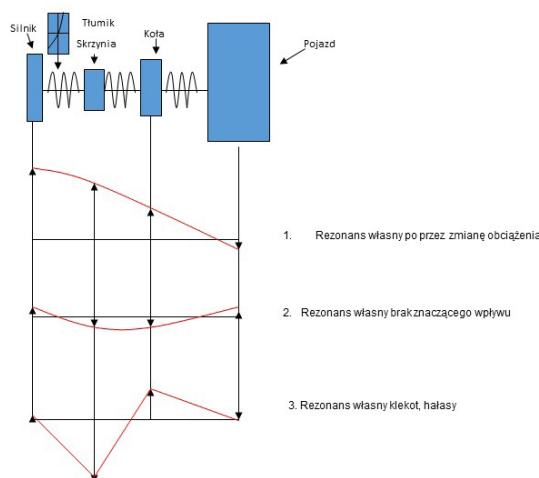 Silnik
Tłumik
Skrzynia
Koła
Pojazd
1. Rezonans własny po przez zmianę obciążenia
2. Rezonans własny brak znaczącego wpływu
3. Rezonans własny klekot, hałasy